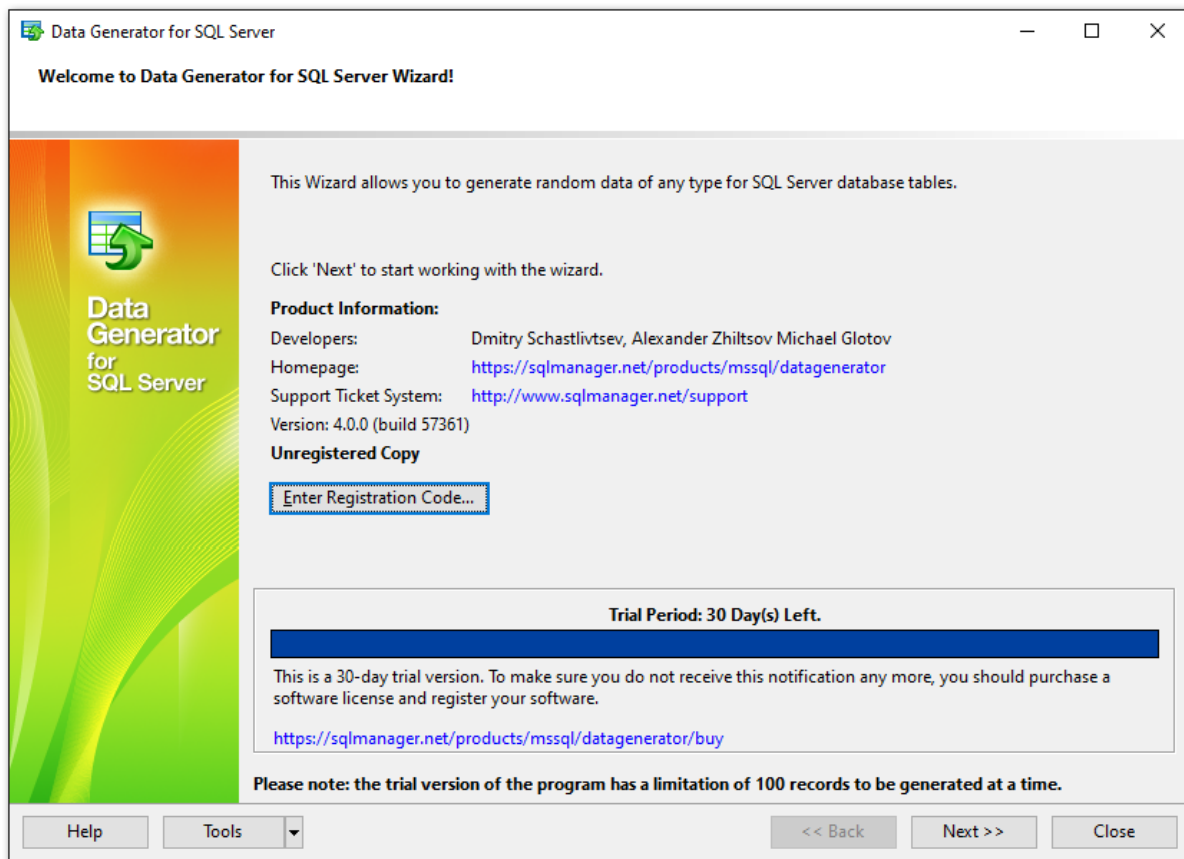 Data Generator for SQL Server
Welcome to Data Generator for SQL Server Wizard!
Data
Generator
for
SQL Server
This Wizard allows you to generate random data of any type for SQL Server database tables.
Click 'Next' to start working with the wizard.
Product Information:
Developers: Dmitry Schastlivtsev, Alexander Zhiltsov Michael Glotov
Homepage: https://sqlmanager.net/products/mssql/datagenerator
Support Ticket System: http://www.sqlmanager.net/support
Version: 4.0.0 (build 57361)
Unregistered Copy
Enter Registration Code...
Trial Period: 30 Day(s) Left.
This is a 30-day trial version. To make sure you do not receive this notification any more, you should purchase a
software license and register your software.
https://sqlmanager.net/products/mssql/datagenerator/buy
Please note: the trial version of the program has a limitation of 100 records to be generated at a time.
Help Tools << Back Next >> Close